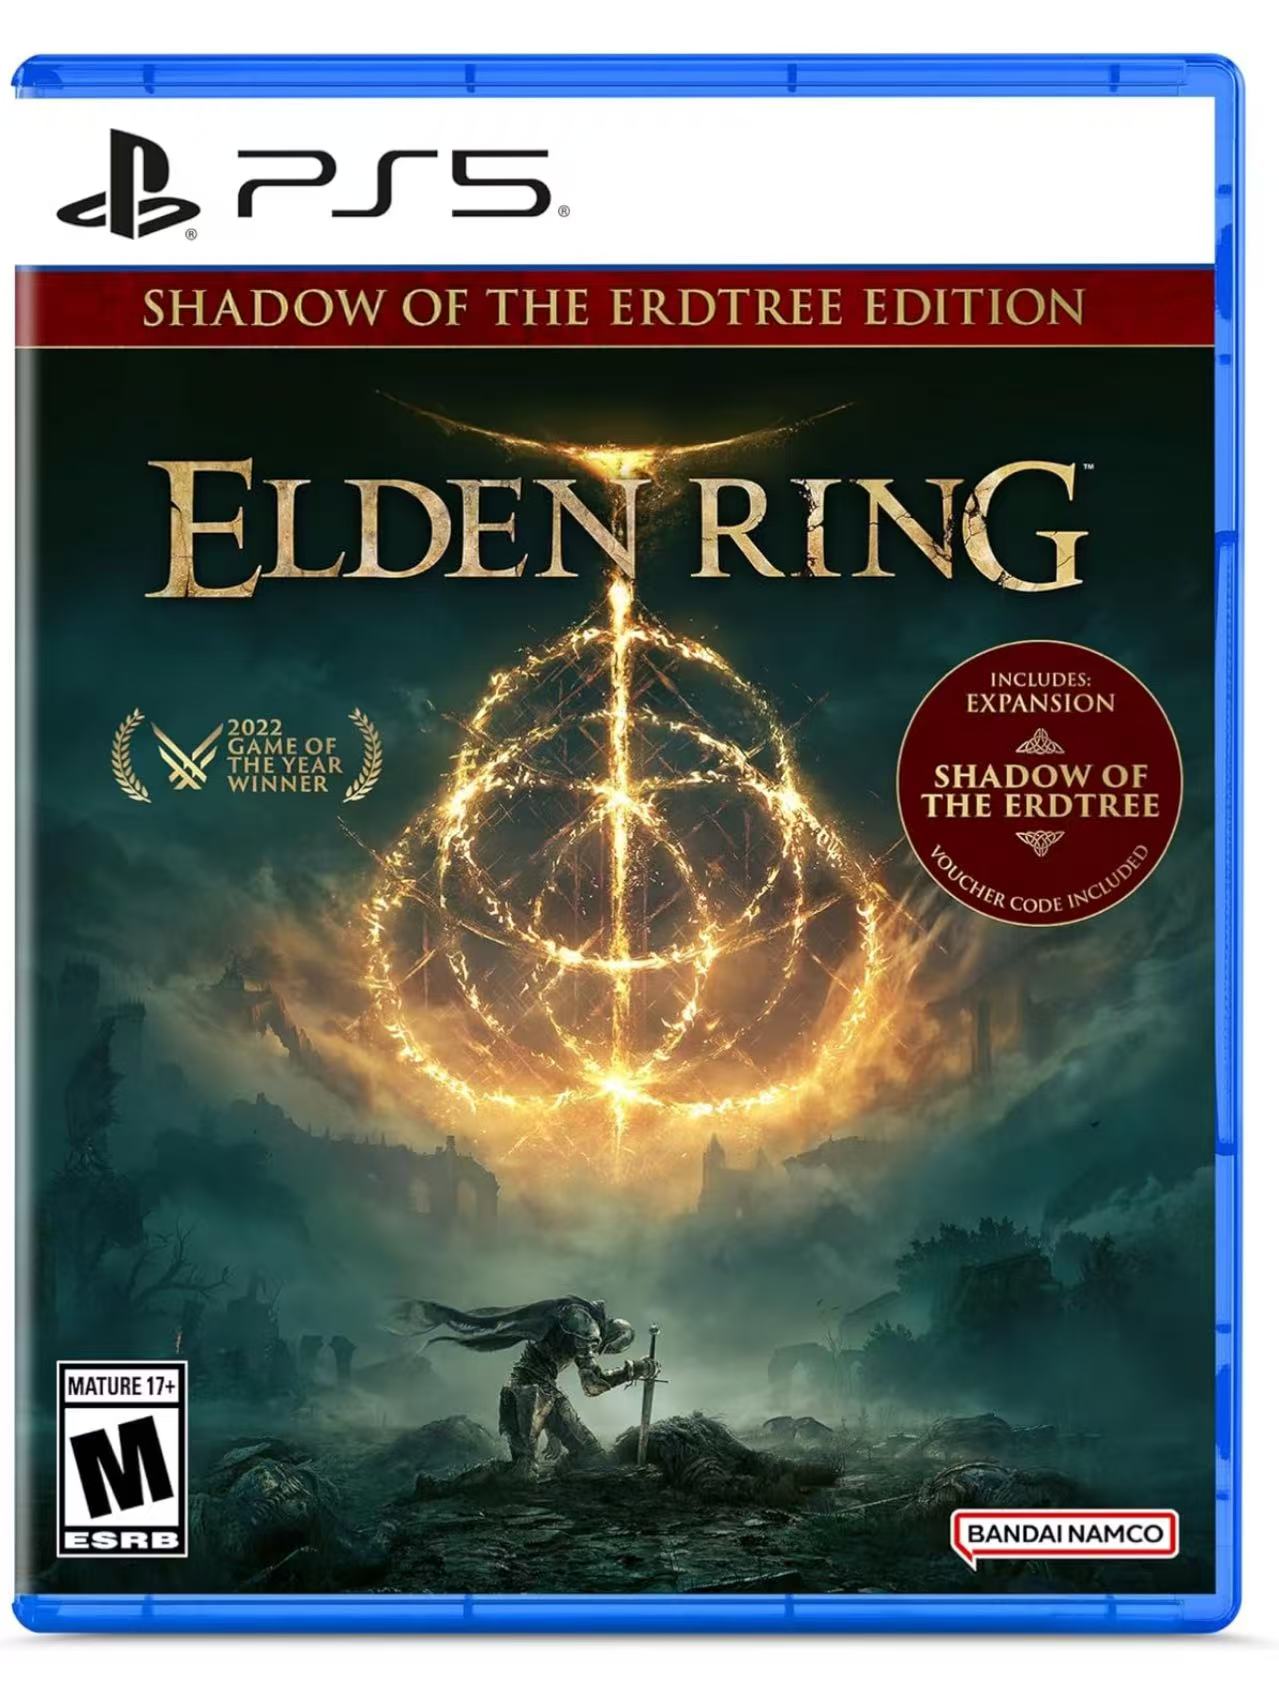 PS5
SHADOW OF THE ERDTREE EDITION
ELDEN RING™
2022
GAME OF
THE YEAR
WINNER
INCLUDES:
EXPANSION
SHADOW OF
THE ERDTREE
VOUCHER CODE INCLUDED
MATURE 17+
M
ESRB
BANDAI NAMCO